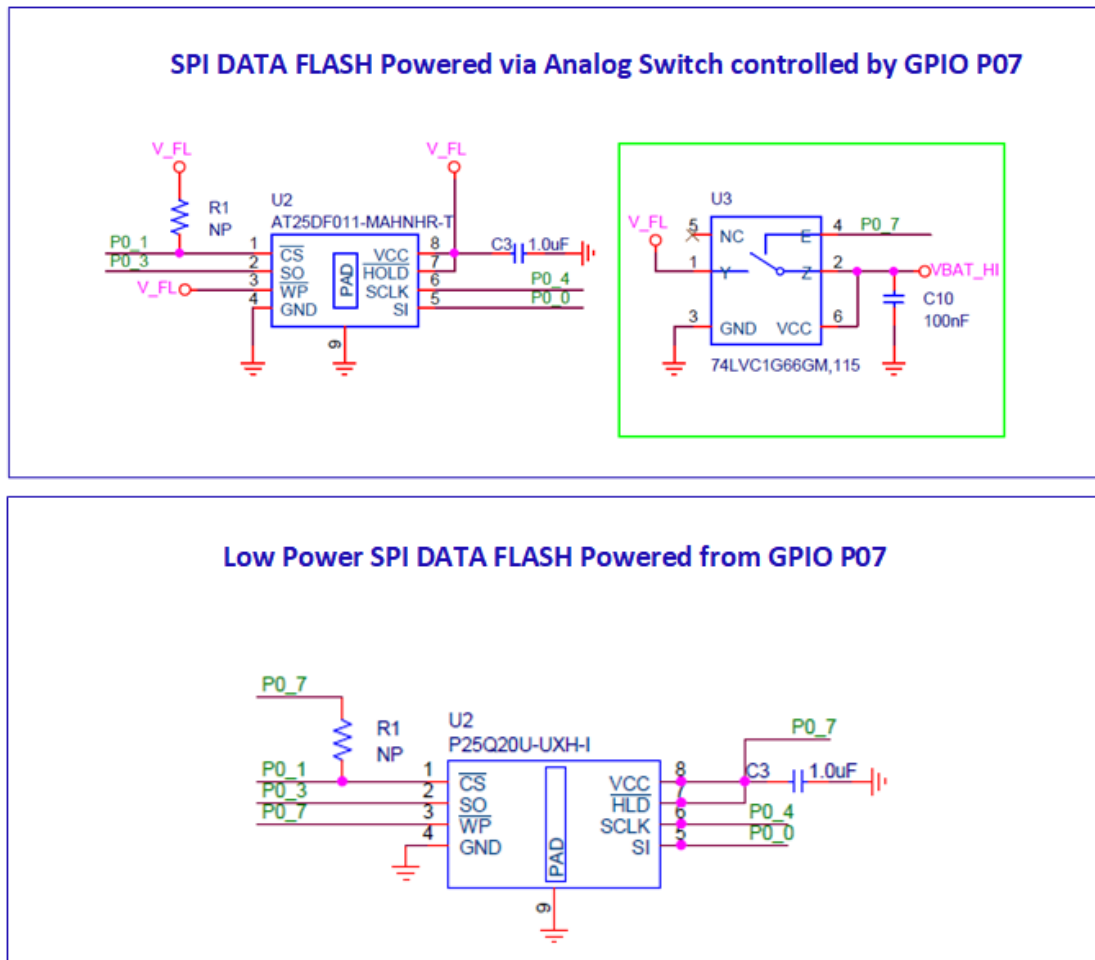 SPI DATA FLASH Powered via Analog Switch controlled by GPIO P07
V_FL
V_FL
R1
NP
U2
AT25DF011-MAHNHR-T
P0_1
P0_3
V_FL
1
2
3
4
CS
SO
WP
GND
PAD
9
VCC
HOLD
SCLK
SI
8
7
6
5
C3
1.0uF
P0_4
P0_0
U3
V_FL
5
NC
E
4
P0_7
1
Y
Z
2
VBAT_HI
3
GND
VCC
6
C10
100nF
74LVC1G66GM,115
Low Power SPI DATA FLASH Powered from GPIO P07
P0_7
R1
NP
U2
P25Q20U-UXH-I
P0_1
P0_3
P0_7
1
2
3
4
CS
SO
WP
GND
PAD
9
VCC
HLD
SCLK
SI
8
7
6
5
P0_7
C3
1.0uF
P0_4
P0_0